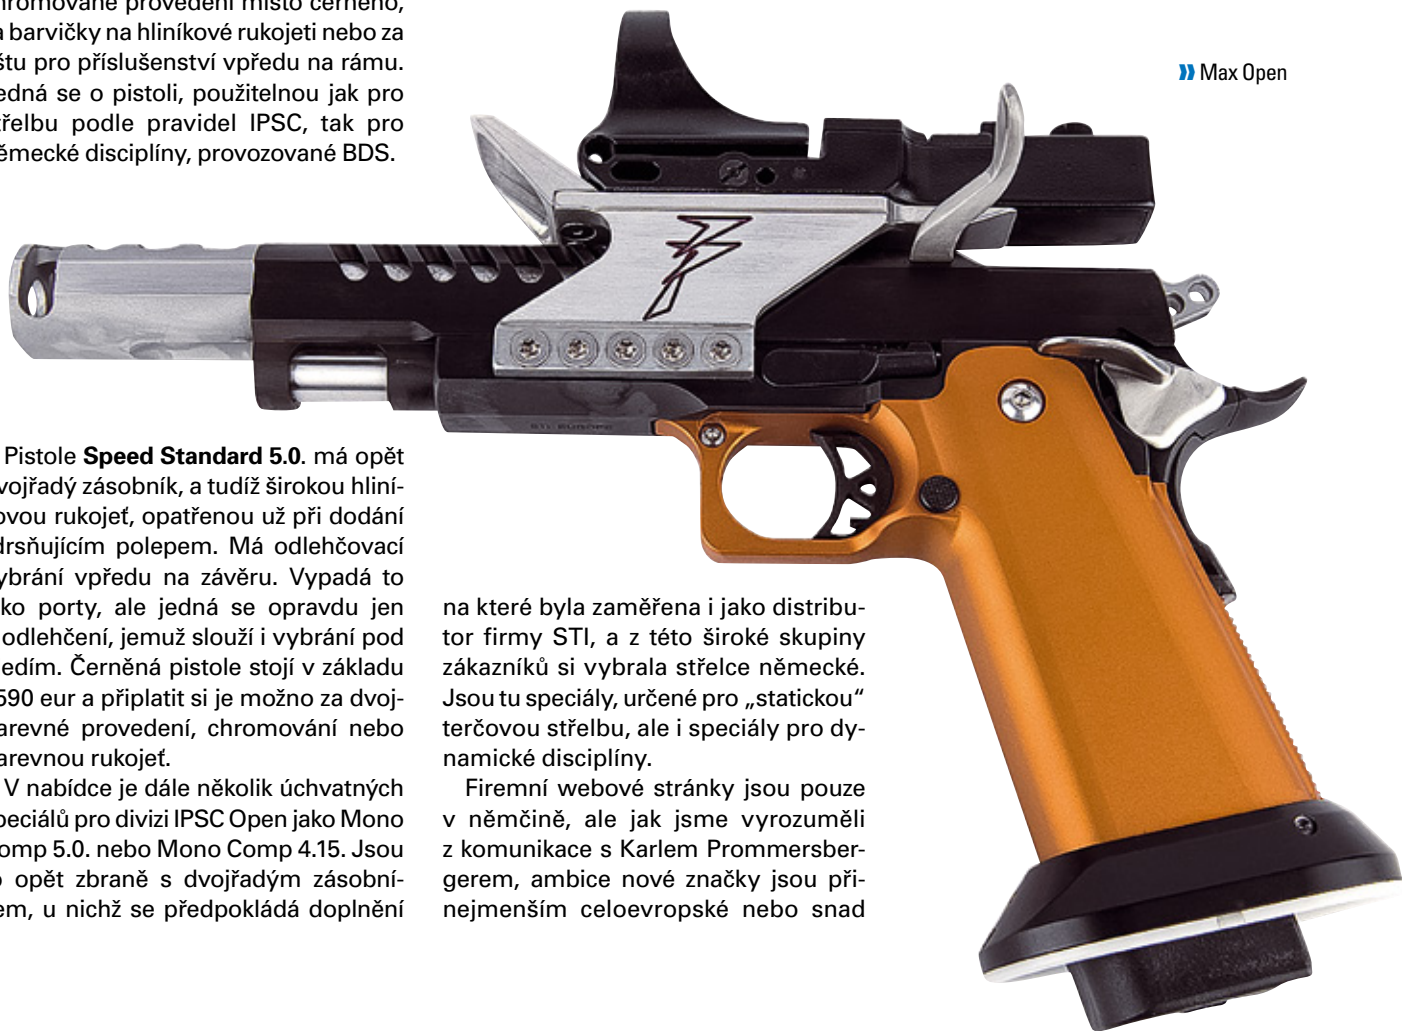 hromované provedení místo černého,
a barvičky na hliníkové rukojeti nebo za
štu pro příslušenství vpředu na rámu.
edná se o pistoli, použitelnou jak pro
třelbu podle pravidel IPSC, tak pro
ěmecké disciplíny, provozované BDS.
Max Open
STI EUROPE
Pistole Speed Standard 5.0. má opět
vojřadý zásobník, a tudíž širokou hliní-
ovou rukojeť, opatřenou už při dodání
drsňujícím polepem. Má odlehčovací
ybrání vpředu na závěru. Vypadá to
ko porty, ale jedná se opravdu jen
odlehčení, jemuž slouží i vybrání pod
ledím. Černěná pistole stojí v základu
590 eur a připlatit si je možno za dvoj-
arevné provedení, chromování nebo
arevnou rukojeť.
V nabídce je dále několik úchvatných
peciálů pro divizi IPSC Open jako Mono
omp 5.0. nebo Mono Comp 4.15. Jsou
o opět zbraně s dvojřadým zásobní-
em, u nichž se předpokládá doplnění
na které byla zaměřena i jako distribu-
tor firmy STI, a z této široké skupiny
zákazníků si vybrala střelce německé.
Jsou tu speciály, určené pro „statickou“
terčovou střelbu, ale i speciály pro dy-
namické disciplíny.
Firemní webové stránky jsou pouze
v němčině, ale jak jsme vyrozuměli
z komunikace s Karlem Prommersber-
gerem, ambice nové značky jsou při-
nejmenším celoevropské nebo snad